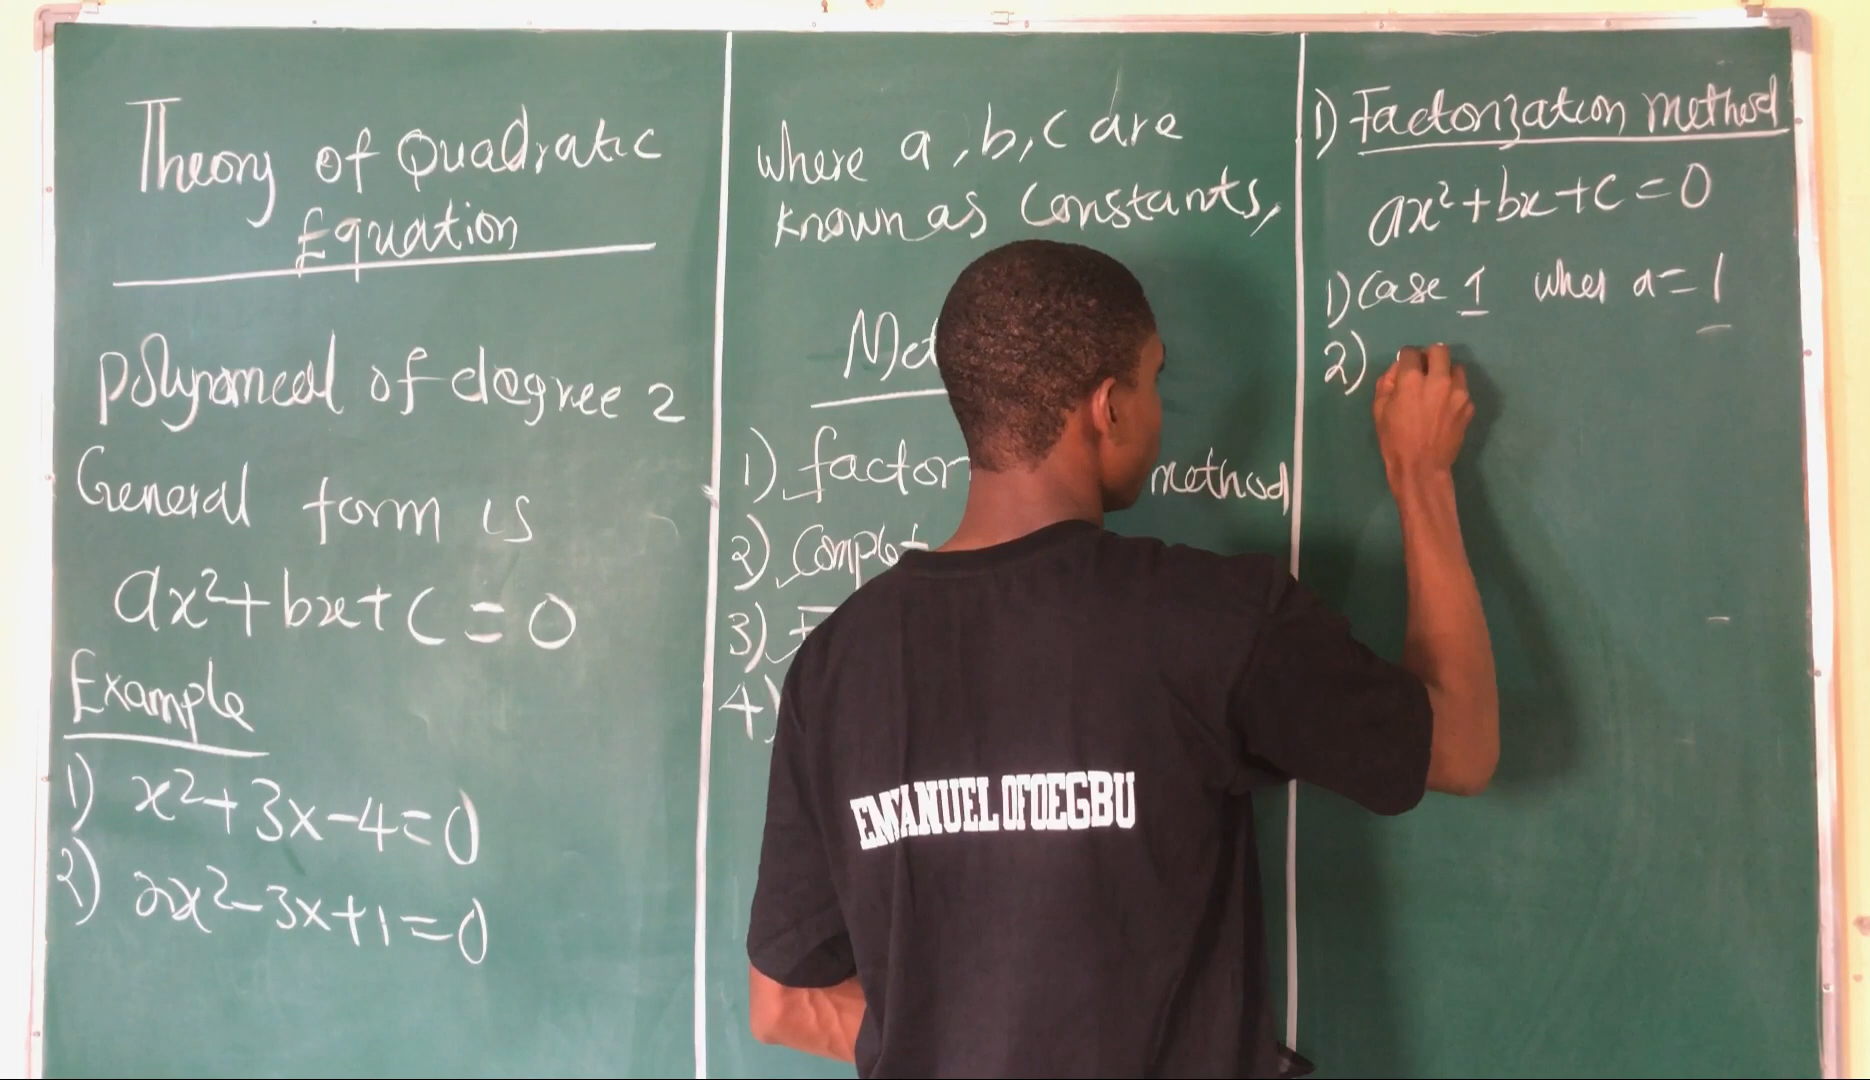 Theory of Quadratic
Equation
Polynomial of degree 2
General form is
ax²+bx+c=0
Example
1) x²+3x-4=0
2) 2x²-3x+1=0
where a,b,c are
known as constants,
1) factor method
2)
3)
4)
1) Factorization method
ax²+bx+c=0
1) Case 1 when a=1
2)
EMMANUEL OFOEGBU